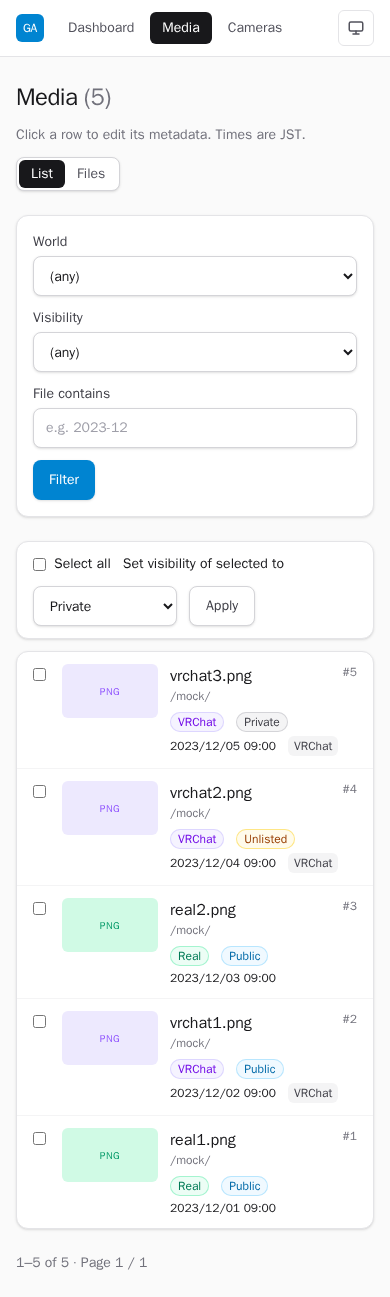 GA Dashboard Media Cameras
Media (5)
Click a row to edit its metadata. Times are JST.
List Files
World
(any)
Visibility
(any)
File contains
e.g. 2023-12
Filter
Select all Set visibility of selected to
Private Apply
PNG
vrchat3.png #5
/mock/
VRChat Private
2023/12/05 09:00 VRChat
PNG
vrchat2.png #4
/mock/
VRChat Unlisted
2023/12/04 09:00 VRChat
PNG
real2.png #3
/mock/
Real Public
2023/12/03 09:00
PNG
vrchat1.png #2
/mock/
VRChat Public
2023/12/02 09:00 VRChat
PNG
real1.png #1
/mock/
Real Public
2023/12/01 09:00
1–5 of 5 · Page 1 / 1